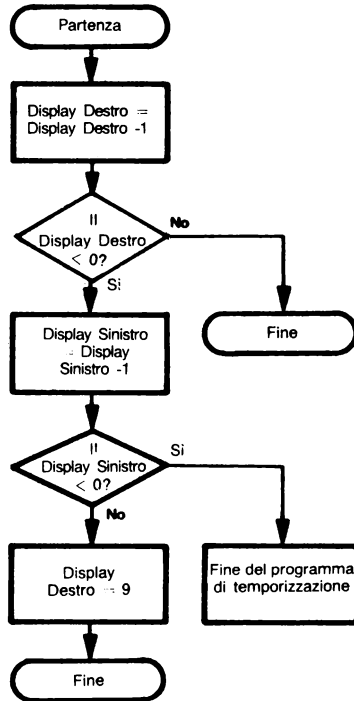 Partenza
Display Destro =
Display Destro -1
Il
Display Destro
< 0?
No
Si
Fine
Display Sinistro
= Display
Sinistro -1
Il
Display Sinistro
< 0?
Si
No
Display
Destro = 9
Fine del programma
di temporizzazione
Fine